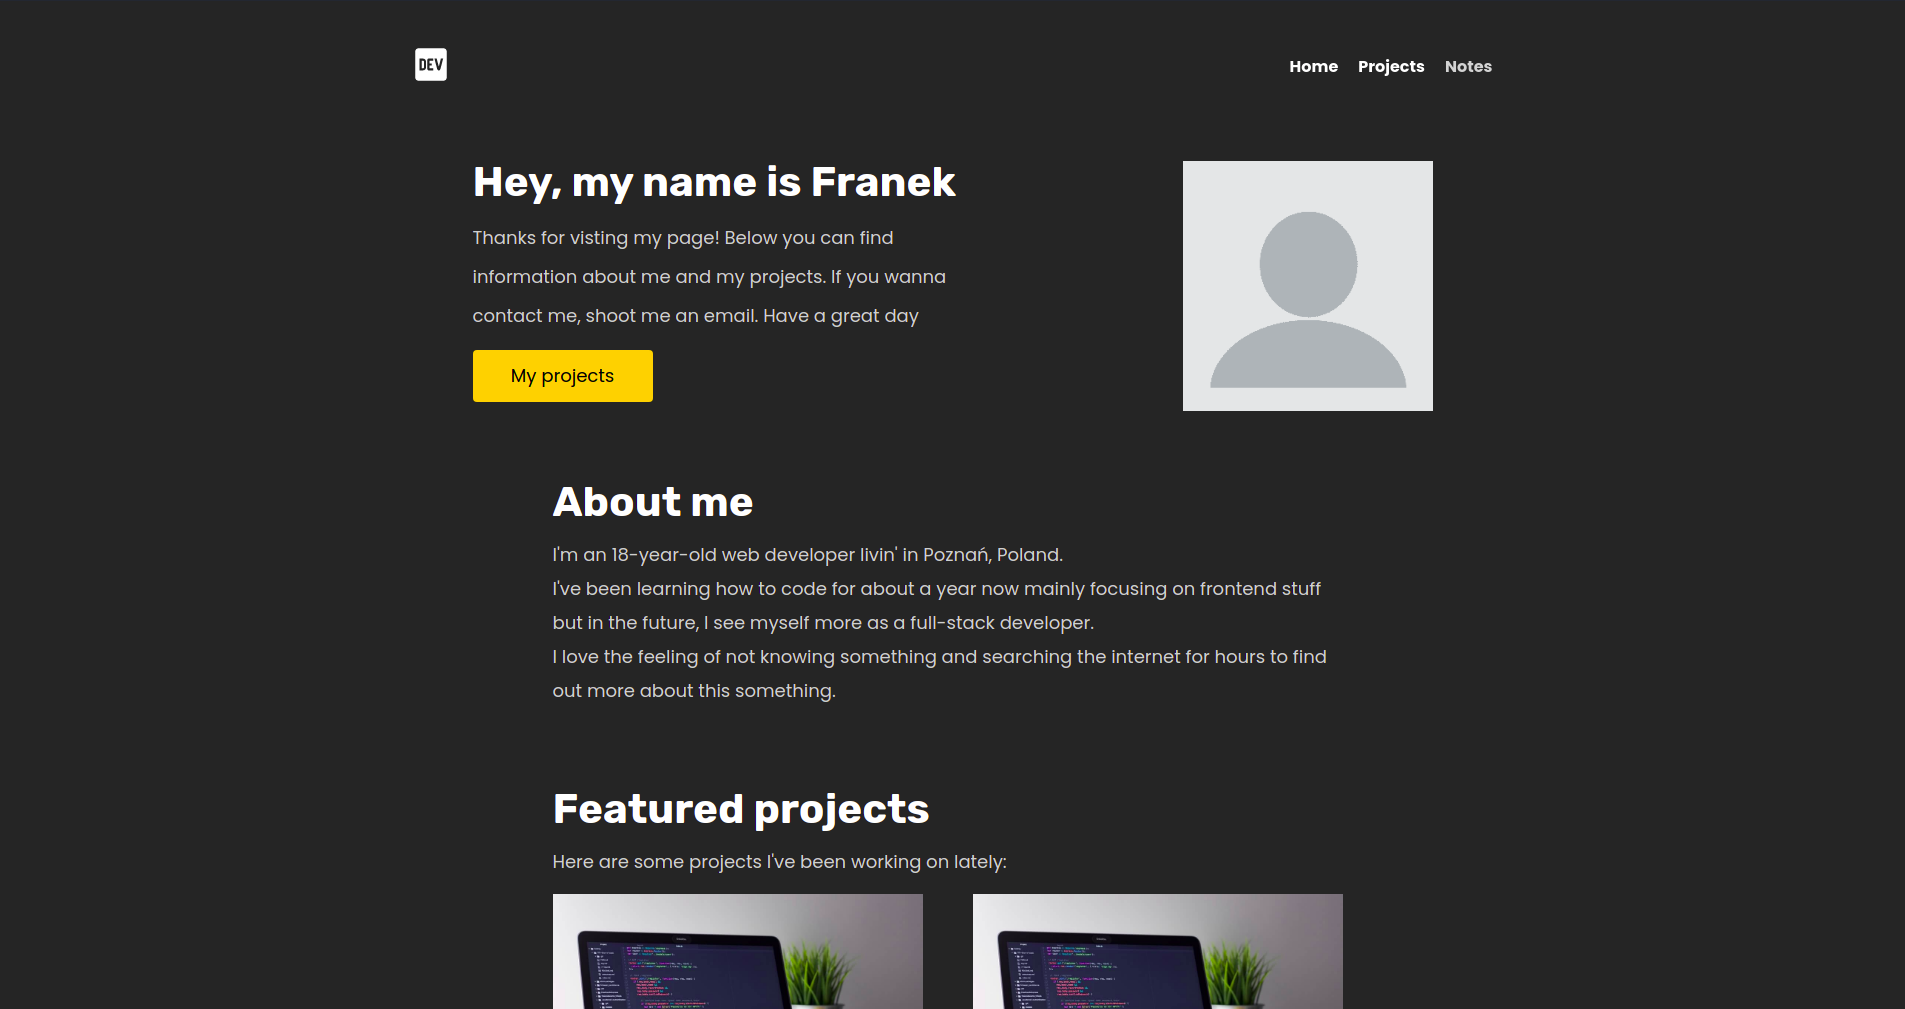 DEV
Home Projects Notes
Hey, my name is Franek
Thanks for visting my page! Below you can find
information about me and my projects. If you wanna
contact me, shoot me an email. Have a great day
My projects
About me
I'm an 18-year-old web developer livin' in Poznań, Poland.
I've been learning how to code for about a year now mainly focusing on frontend stuff
but in the future, I see myself more as a full-stack developer.
I love the feeling of not knowing something and searching the internet for hours to find
out more about this something.
Featured projects
Here are some projects I've been working on lately: